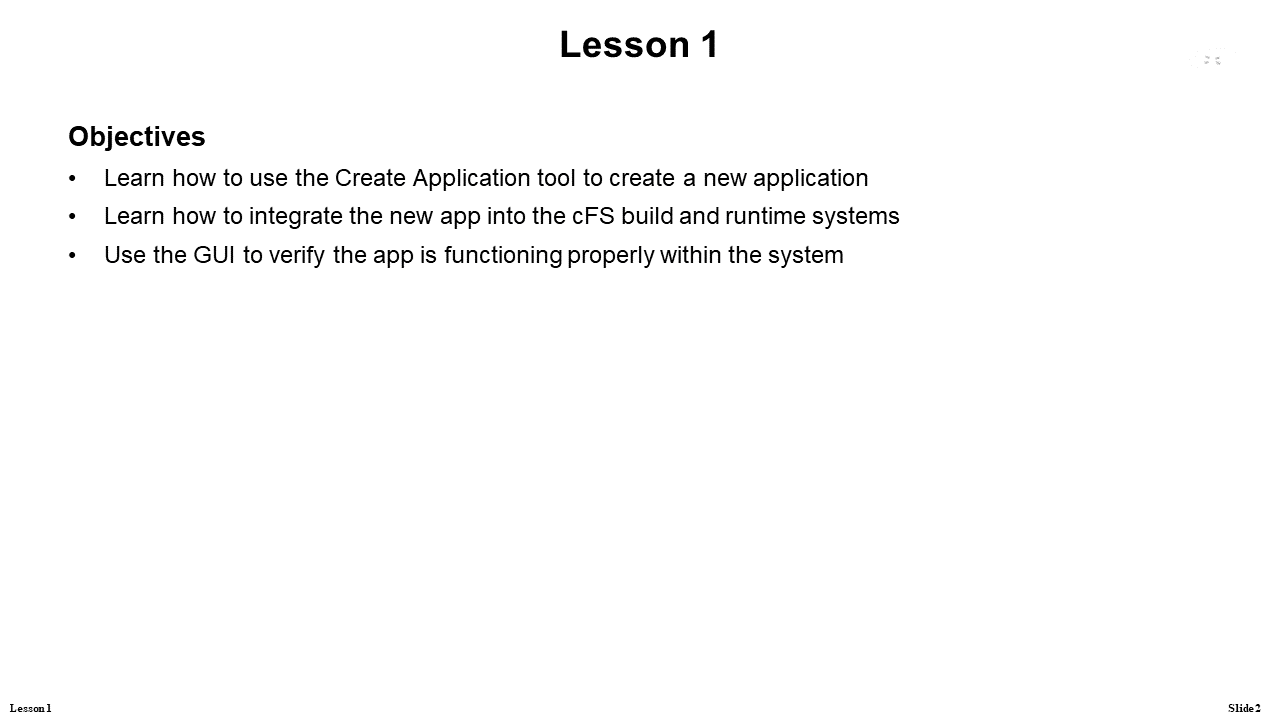 Lesson 1
Objectives
• Learn how to use the Create Application tool to create a new application
• Learn how to integrate the new app into the cFS build and runtime systems
• Use the GUI to verify the app is functioning properly within the system
Lesson 1
Slide 2